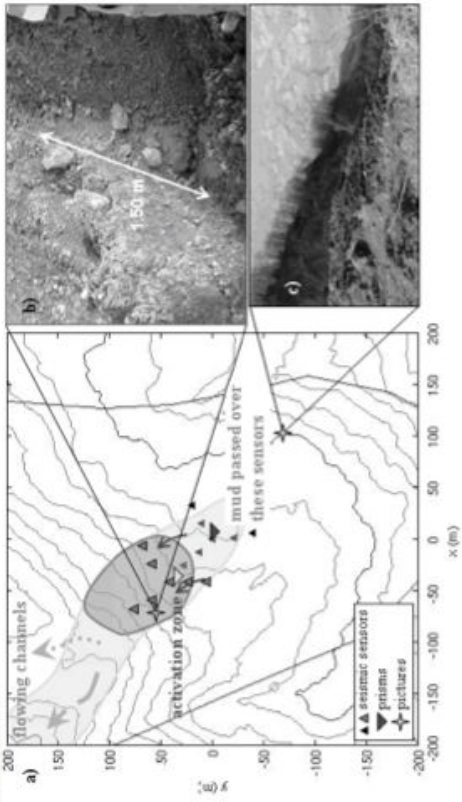 a)
200
150
100
50
0
-50
-100
-150
-200
y (m)
-200
-150
-100
-50
0
50
100
150
200
x (m)
flowing channels
activation zone
mud passed over
these sensors
seismic sensors
prisms
pictures
b)
1.50 m
c)